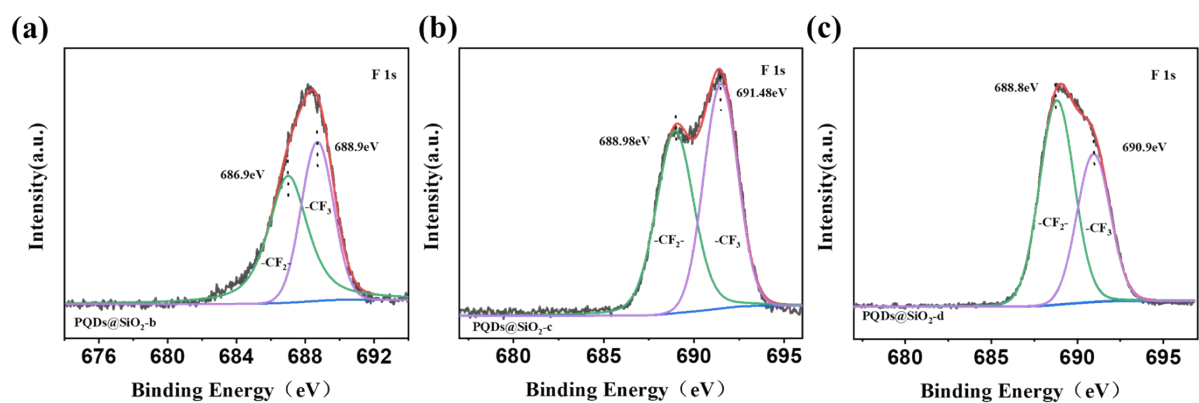 (a)
F 1s
688.9eV
686.9eV
-CF3
-CF2-
PQDs@SiO2-b
Intensity(a.u.)
676 680 684 688 692
Binding Energy（eV）
(b)
F 1s
691.48eV
688.98eV
-CF2-
-CF3
PQDs@SiO2-c
Intensity(a.u.)
680 685 690 695
Binding Energy（eV）
(c)
F 1s
688.8eV
690.9eV
-CF2-
-CF3
PQDs@SiO2-d
Intensity(a.u.)
680 685 690 695
Binding Energy（eV）